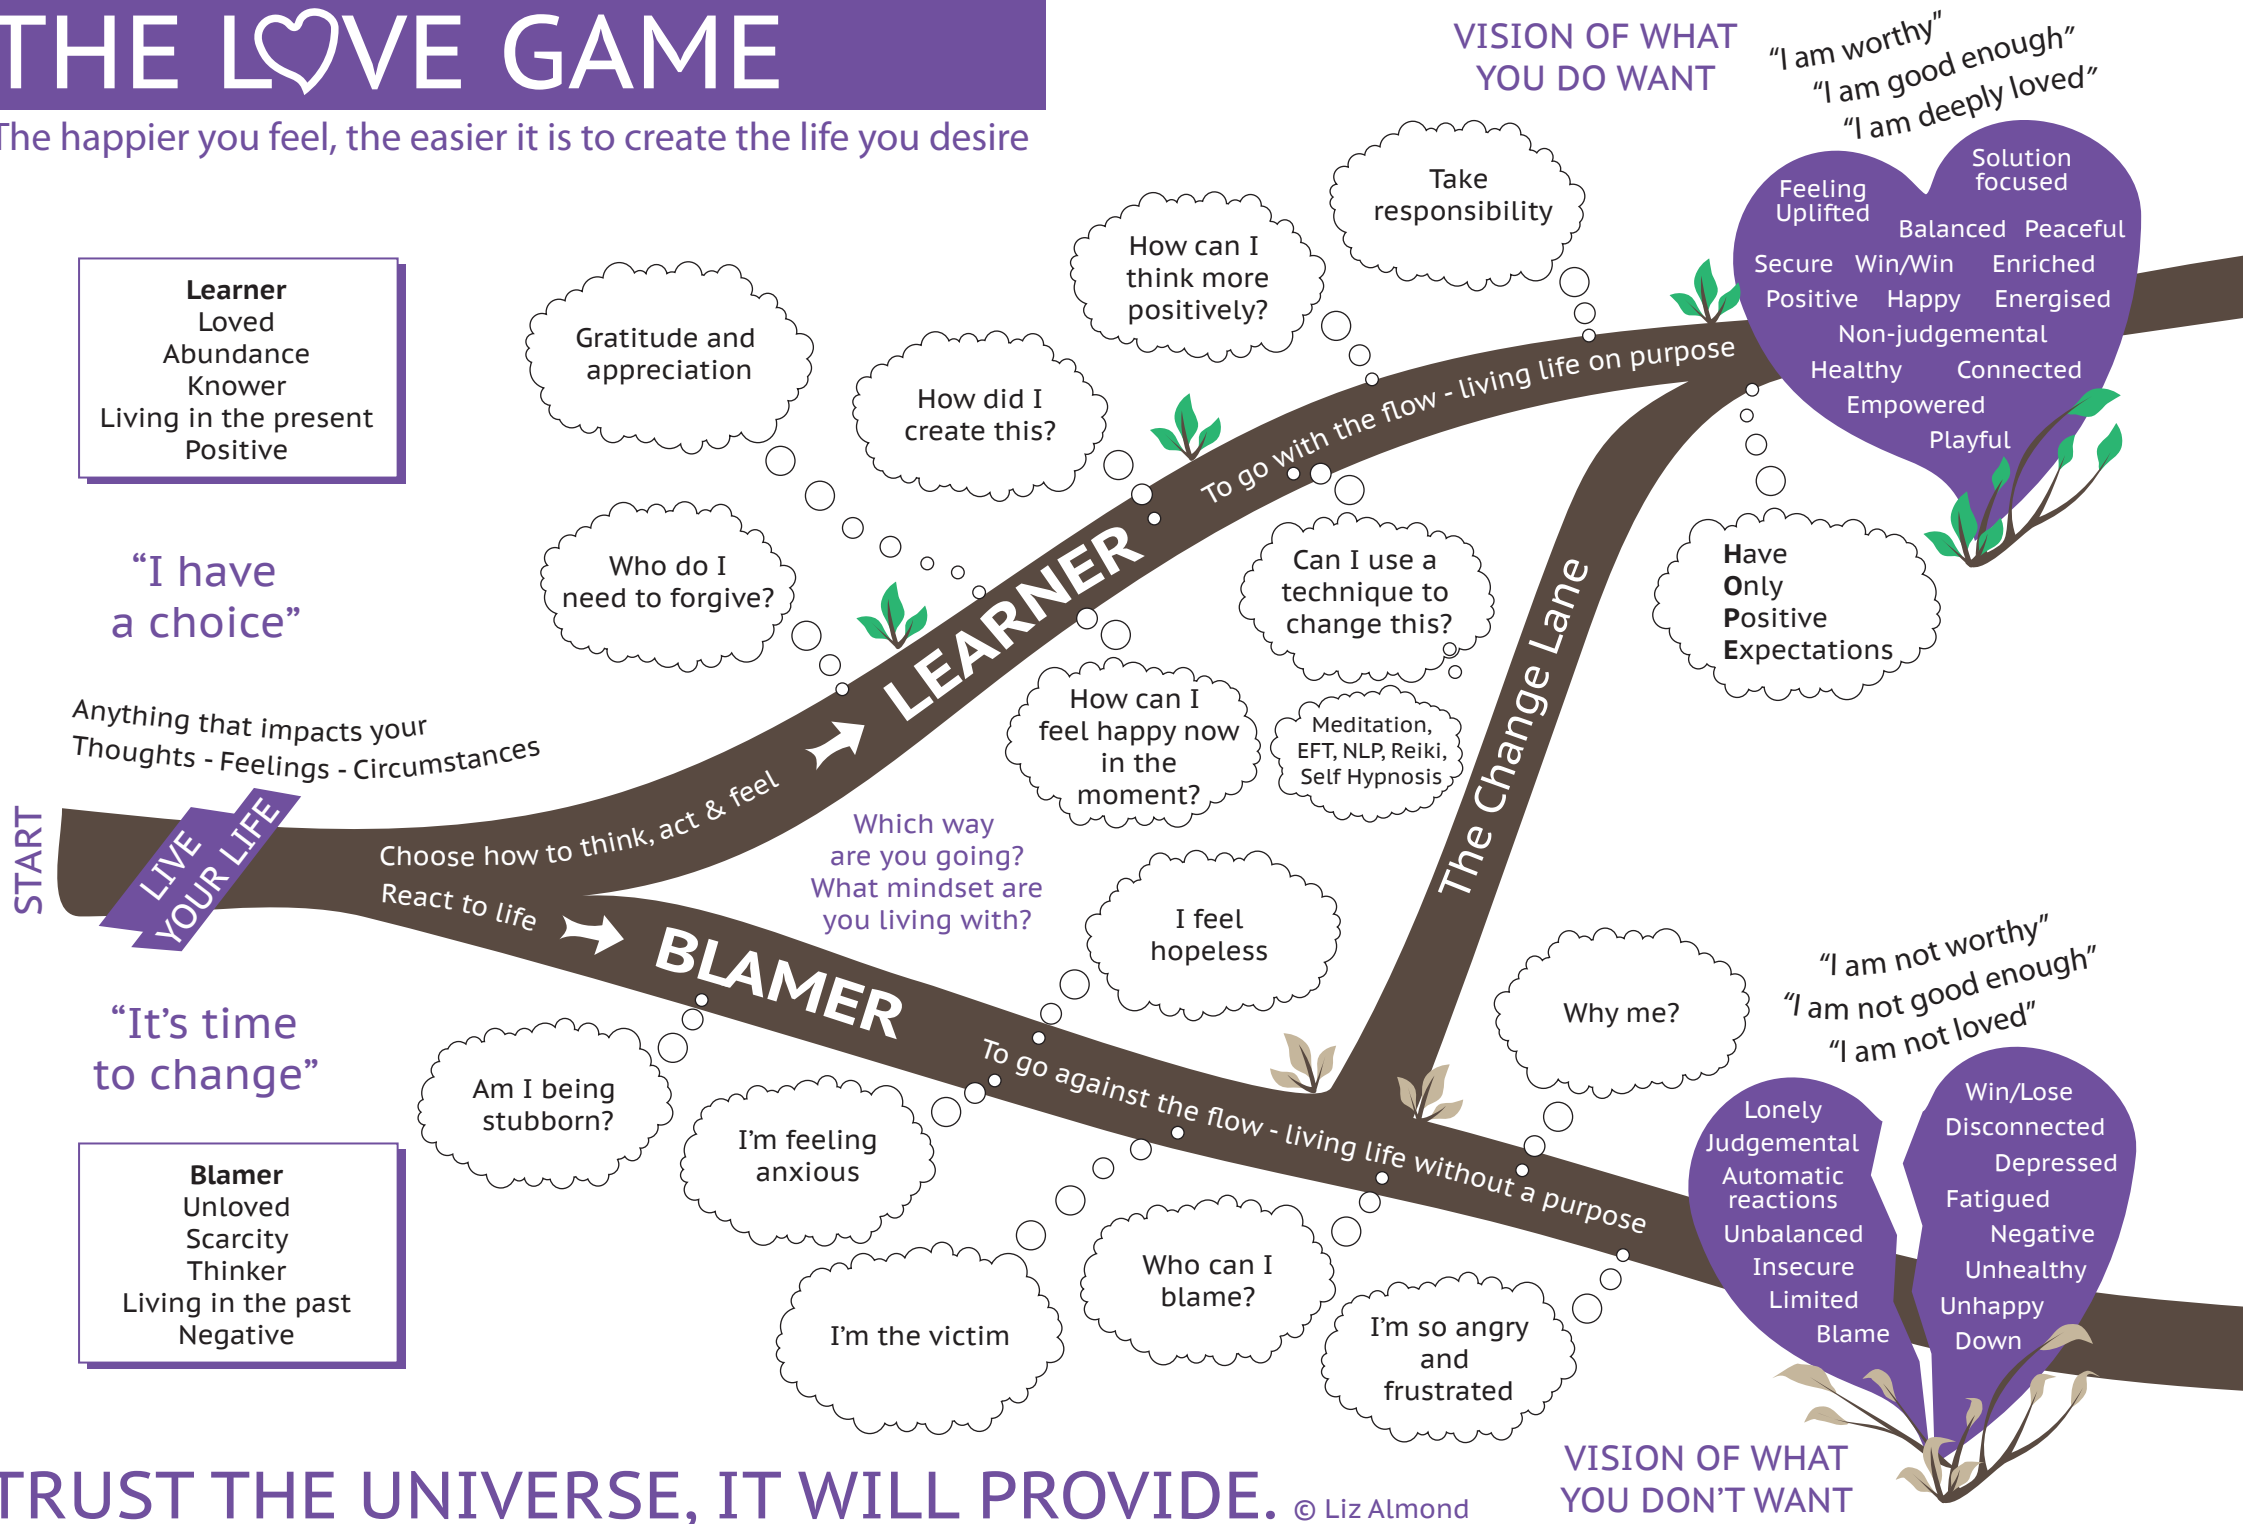 THE LOVE GAME
The happier you feel, the easier it is to create the life you desire
VISION OF WHAT
YOU DO WANT
“I am worthy”
“I am good enough”
“I am deeply loved”
Solution
focused
Feeling
Uplifted
Balanced Peaceful
Secure Win/Win Enriched
Positive Happy Energised
Non-judgemental
Healthy Connected
Empowered
Playful
Take
responsibility
How can I
think more
positively?
Gratitude and
appreciation
How did I
create this?
Who do I
need to forgive?
Learner
Loved
Abundance
Knower
Living in the present
Positive
“I have
a choice”
Anything that impacts your
Thoughts - Feelings - Circumstances
START
LIVE
YOUR LIFE
Choose how to think, act & feel
LEARNER
To go with the flow - living life on purpose
Can I use a
technique to
change this?
Meditation,
EFT, NLP, Reiki,
Self Hypnosis
How can I
feel happy now
in the
moment?
The Change Lane
Have
Only
Positive
Expectations
Which way
are you going?
What mindset are
you living with?
React to life
BLAMER
To go against the flow - living life without a purpose
I feel
hopeless
Why me?
“It’s time
to change”
Blamer
Unloved
Scarcity
Thinker
Living in the past
Negative
Am I being
stubborn?
I’m feeling
anxious
I’m the victim
Who can I
blame?
I’m so angry
and
frustrated
“I am not worthy”
“I am not good enough”
“I am not loved”
Lonely
Judgemental
Automatic
reactions
Unbalanced
Insecure
Limited
Blame
Win/Lose
Disconnected
Depressed
Fatigued
Negative
Unhealthy
Unhappy
Down
VISION OF WHAT
YOU DON’T WANT
TRUST THE UNIVERSE, IT WILL PROVIDE. © Liz Almond